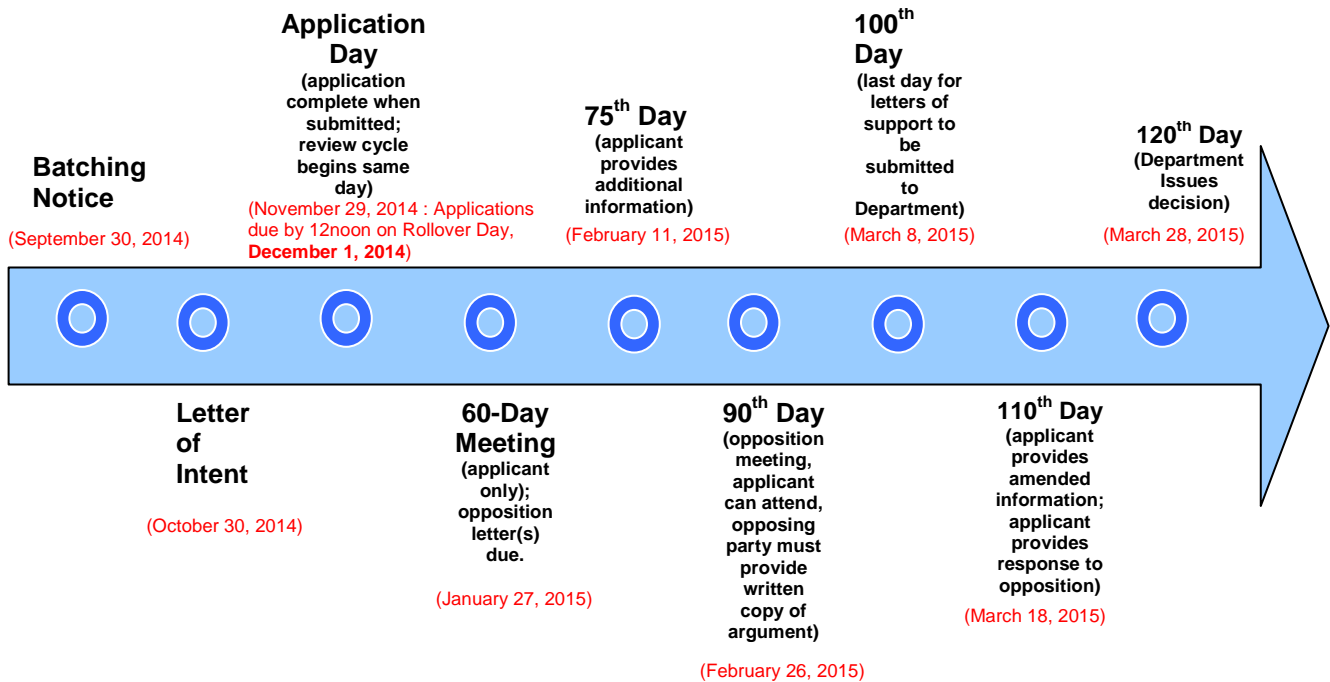 Batching
Notice
(September 30, 2014)
Letter
of
Intent
(October 30, 2014)
Application
Day
(application
complete when
submitted;
review cycle
begins same
day)
(November 29, 2014 : Applications
due by 12noon on Rollover Day,
December 1, 2014)
60-Day
Meeting
(applicant
only);
opposition
letter(s)
due.
(January 27, 2015)
75th Day
(applicant
provides
additional
information)
(February 11, 2015)
90th Day
(opposition
meeting,
applicant
can attend,
opposing
party must
provide
written
copy of
argument)
(February 26, 2015)
100th
Day
(last day for
letters of
support to
be
submitted
to
Department)
(March 8, 2015)
110th Day
(applicant
provides
amended
information;
applicant
provides
response to
opposition)
(March 18, 2015)
120th Day
(Department
Issues
decision)
(March 28, 2015)